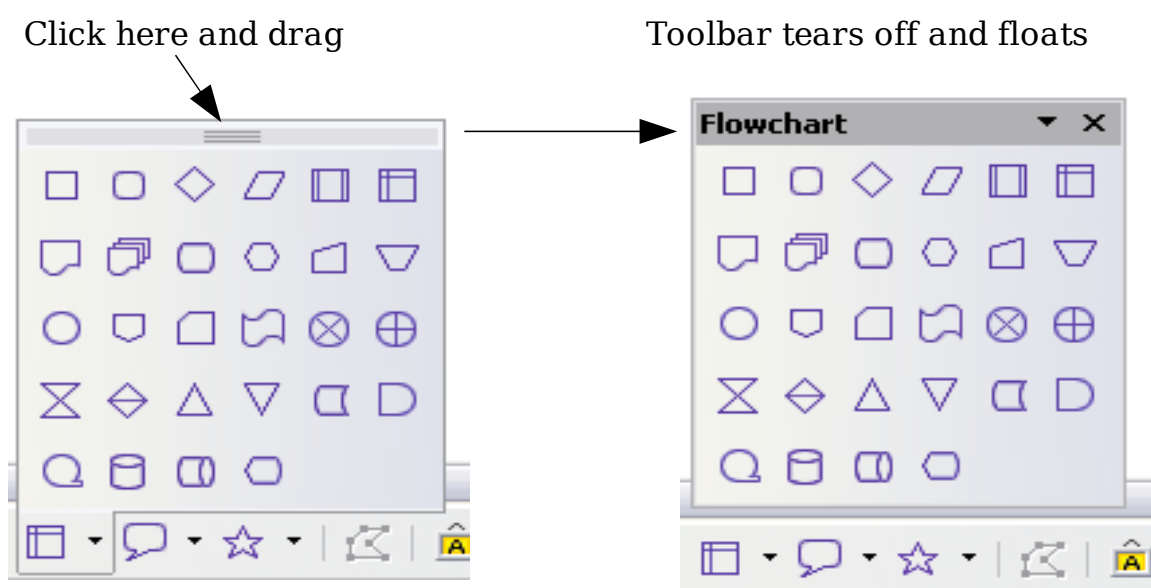 Click here and drag
Toolbar tears off and floats
Flowchart
A
A